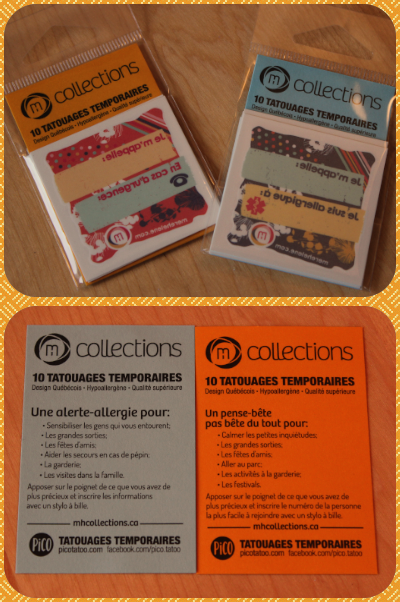 m collections
10 TATOUAGES TEMPORAIRES
Design Québécois • Hypoallergène • Qualité supérieure
Je m'appelle:
En cas d'urgence:
m
m collections
10 TATOUAGES TEMPORAIRES
Design Québécois • Hypoallergène • Qualité supérieure
Je m'appelle:
Je suis allergique à:
m
m collections
10 TATOUAGES TEMPORAIRES
Design Québécois • Hypoallergène • Qualité supérieure
Une alerte-allergie pour:
• Sensibiliser les gens qui vous entourent;
• Les grandes sorties;
• Les fêtes d'amis;
• Aider les secours en cas de pépin;
• La garderie;
• Les visites dans la famille.
Apposer sur le poignet de ce que vous avez de
plus précieux et inscrire les informations
avec un stylo à bille.
mhcollections.ca
PiCO TATOUAGES TEMPORAIRES
picotatoo.com facebook.com/pico.tatoo
m collections
10 TATOUAGES TEMPORAIRES
Design Québécois • Hypoallergène • Qualité supérieure
Un pense-bête
pas bête du tout pour:
• Calmer les petites inquiétudes;
• Les grandes sorties;
• Les fêtes d'amis;
• Aller au parc;
• Les activités à la garderie;
• Les festivals.
Apposer sur le poignet de ce que vous avez de
plus précieux et inscrire le numéro de la personne
la plus facile à rejoindre avec un stylo à bille.
mhcollections.ca
PiCO TATOUAGES TEMPORAIRES
picotatoo.com facebook.com/pico.tatoo